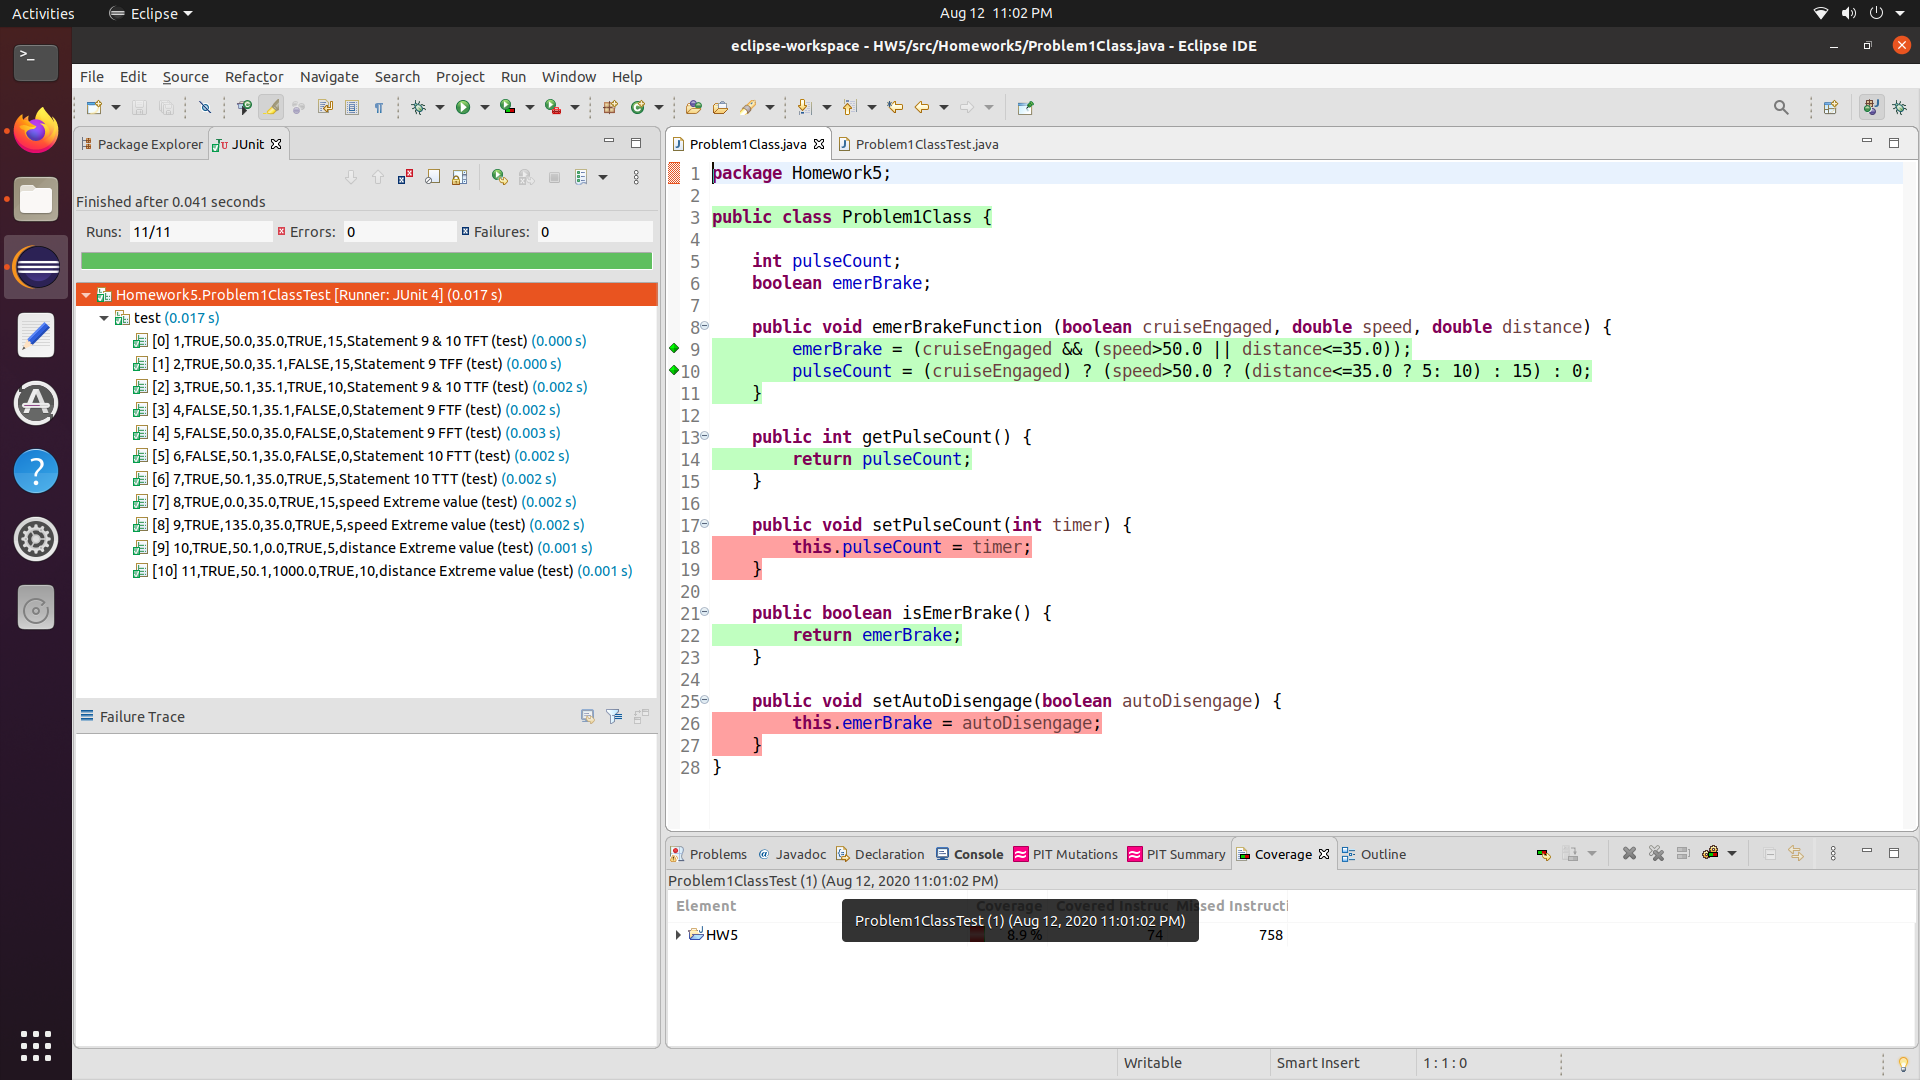 Activities Eclipse Aug 12 11:02 PM
eclipse-workspace - HW5/src/Homework5/Problem1Class.java - Eclipse IDE
File Edit Source Refactor Navigate Search Project Run Window Help
Package Explorer JUnit
Finished after 0.041 seconds
Runs: 11/11 Errors: 0 Failures: 0
Homework5.Problem1ClassTest [Runner: JUnit 4] (0.017 s)
test (0.017 s)
[0] 1,TRUE,50.0,35.0,TRUE,15,Statement 9 & 10 TFT (test) (0.000 s)
[1] 2,TRUE,50.0,35.1,FALSE,15,Statement 9 TFF (test) (0.000 s)
[2] 3,TRUE,50.1,35.1,TRUE,10,Statement 9 & 10 TTF (test) (0.002 s)
[3] 4,FALSE,50.1,35.1,FALSE,0,Statement 9 FTF (test) (0.002 s)
[4] 5,FALSE,50.0,35.0,FALSE,0,Statement 9 FFT (test) (0.003 s)
[5] 6,FALSE,50.1,35.0,FALSE,0,Statement 10 FTT (test) (0.002 s)
[6] 7,TRUE,50.1,35.0,TRUE,5,Statement 10 TTT (test) (0.002 s)
[7] 8,TRUE,0.0,35.0,TRUE,15,speed Extreme value (test) (0.002 s)
[8] 9,TRUE,135.0,35.0,TRUE,5,speed Extreme value (test) (0.002 s)
[9] 10,TRUE,50.1,0.0,TRUE,5,distance Extreme value (test) (0.001 s)
[10] 11,TRUE,50.1,1000.0,TRUE,10,distance Extreme value (test) (0.001 s)
Failure Trace
Problem1Class.java Problem1ClassTest.java
1 package Homework5;
2
3 public class Problem1Class {
4
5 int pulseCount;
6 boolean emerBrake;
7
8 public void emerBrakeFunction (boolean cruiseEngaged, double speed, double distance) {
9 emerBrake = (cruiseEngaged && (speed>50.0 || distance<=35.0));
10 pulseCount = (cruiseEngaged) ? (speed>50.0 ? (distance<=35.0 ? 5: 10) : 15) : 0;
11 }
12
13 public int getPulseCount() {
14 return pulseCount;
15 }
16
17 public void setPulseCount(int timer) {
18 this.pulseCount = timer;
19 }
20
21 public boolean isEmerBrake() {
22 return emerBrake;
23 }
24
25 public void setAutoDisengage(boolean autoDisengage) {
26 this.emerBrake = autoDisengage;
27 }
28 }
Problems Javadoc Declaration Console PIT Mutations PIT Summary Coverage Outline
Problem1ClassTest (1) (Aug 12, 2020 11:01:02 PM)
Element Coverage Covered Instruc Missed Instructi
Problem1ClassTest (1) (Aug 12, 2020 11:01:02 PM)
HW5 8.9 % 74 758
Writable Smart Insert 1 : 1 : 0